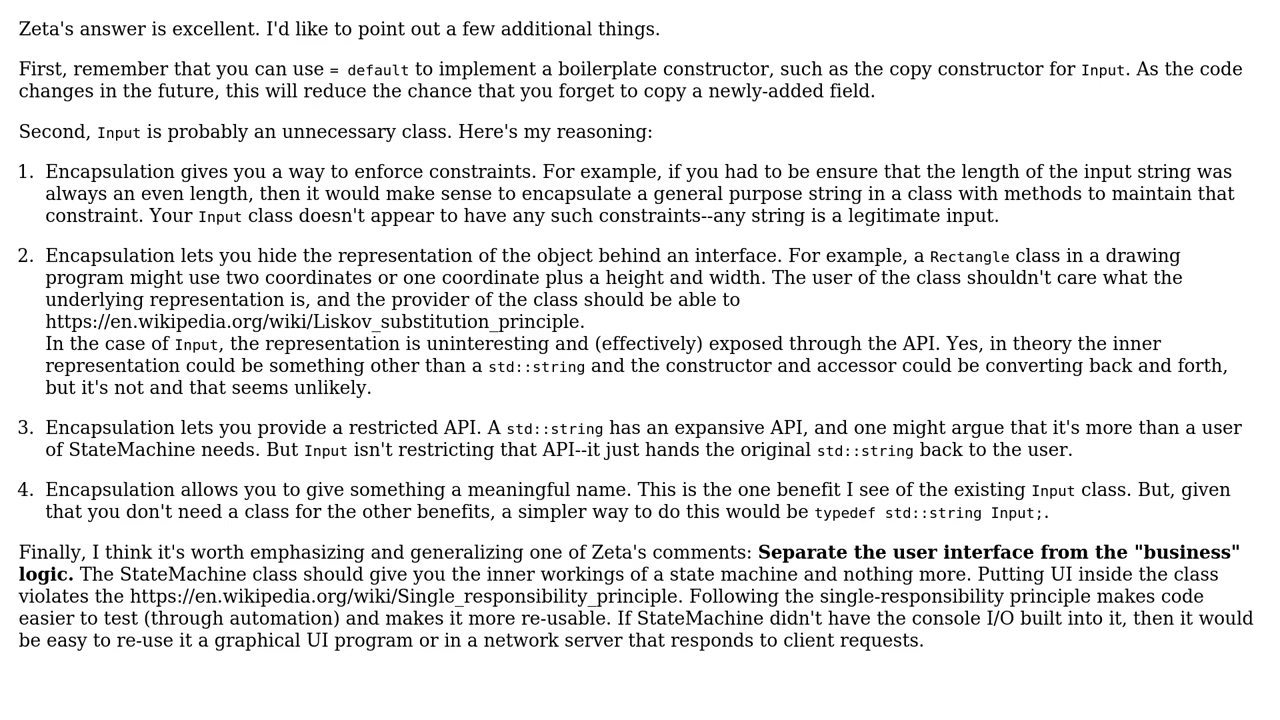 Zeta's answer is excellent. I'd like to point out a few additional things.
First, remember that you can use = default to implement a boilerplate constructor, such as the copy constructor for Input. As the code
changes in the future, this will reduce the chance that you forget to copy a newly-added field.
Second, Input is probably an unnecessary class. Here's my reasoning:
1. Encapsulation gives you a way to enforce constraints. For example, if you had to be ensure that the length of the input string was
always an even length, then it would make sense to encapsulate a general purpose string in a class with methods to maintain that
constraint. Your Input class doesn't appear to have any such constraints--any string is a legitimate input.
2. Encapsulation lets you hide the representation of the object behind an interface. For example, a Rectangle class in a drawing
program might use two coordinates or one coordinate plus a height and width. The user of the class shouldn't care what the
underlying representation is, and the provider of the class should be able to
https://en.wikipedia.org/wiki/Liskov_substitution_principle.
In the case of Input, the representation is uninteresting and (effectively) exposed through the API. Yes, in theory the inner
representation could be something other than a std::string and the constructor and accessor could be converting back and forth,
but it's not and that seems unlikely.
3. Encapsulation lets you provide a restricted API. A std::string has an expansive API, and one might argue that it's more than a user
of StateMachine needs. But Input isn't restricting that API--it just hands the original std::string back to the user.
4. Encapsulation allows you to give something a meaningful name. This is the one benefit I see of the existing Input class. But, given
that you don't need a class for the other benefits, a simpler way to do this would be typedef std::string Input;.
Finally, I think it's worth emphasizing and generalizing one of Zeta's comments: Separate the user interface from the "business"
logic. The StateMachine class should give you the inner workings of a state machine and nothing more. Putting UI inside the class
violates the https://en.wikipedia.org/wiki/Single_responsibility_principle. Following the single-responsibility principle makes code
easier to test (through automation) and makes it more re-usable. If StateMachine didn't have the console I/O built into it, then it would
be easy to re-use it a graphical UI program or in a network server that responds to client requests.